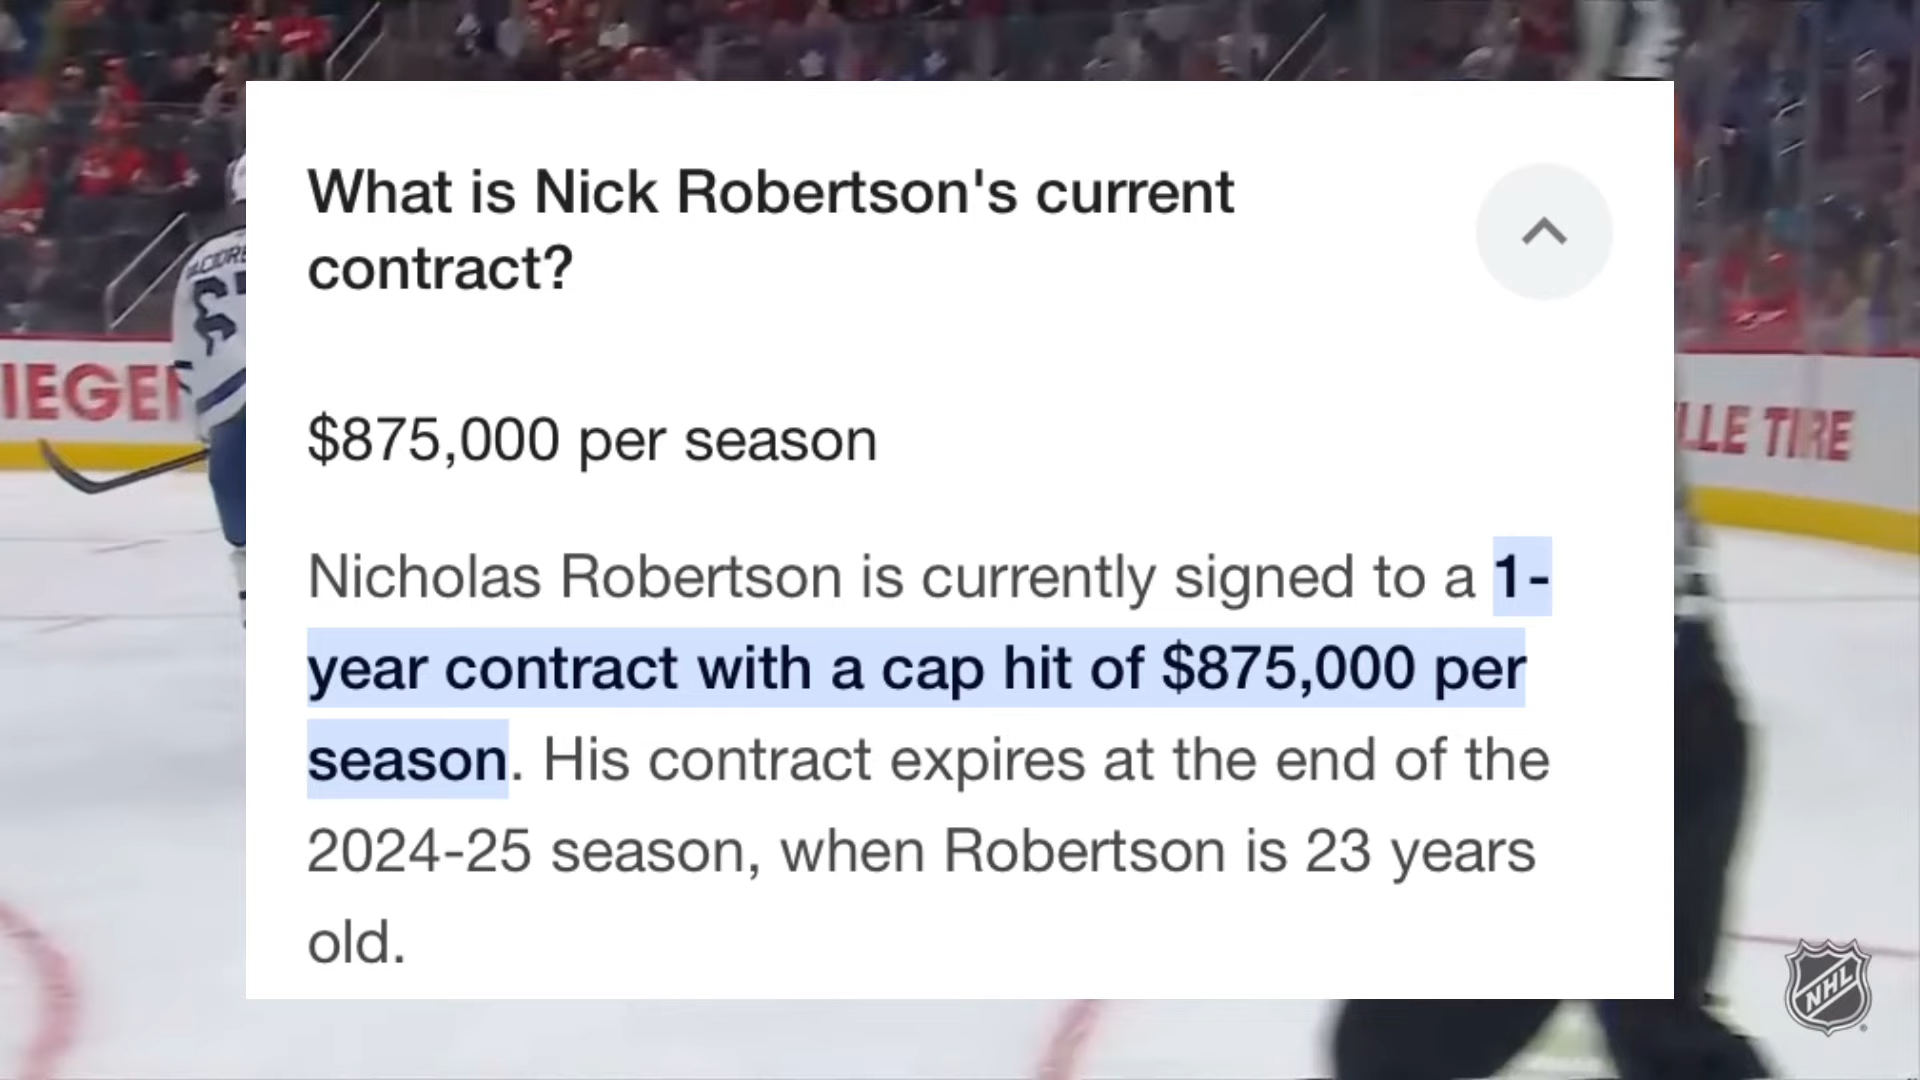 What is Nick Robertson's current
contract?
$875,000 per season
Nicholas Robertson is currently signed to a 1-
year contract with a cap hit of $875,000 per
season. His contract expires at the end of the
2024-25 season, when Robertson is 23 years
old.
IEGE
LLE TIRE
NHL